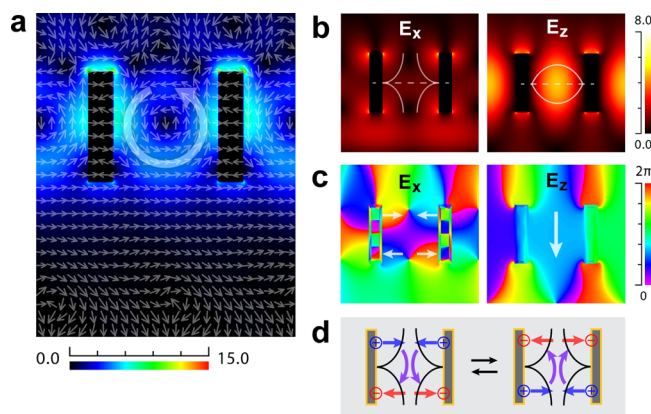 a
0.0 15.0
b
Ex Ez
8.0
0.0
c
Ex Ez
2π
0
d
+ + − −
− − + +